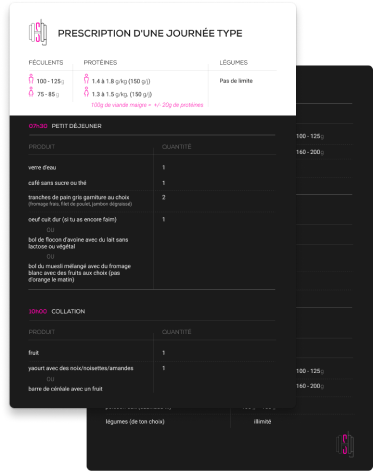 PRESCRIPTION D'UNE JOURNÉE TYPE
FÉCULENTS PROTÉINES LÉGUMES
100 - 125 g 1.4 à 1.8 g/kg (150 g/j) Pas de limite
75 - 85 g 1.3 à 1.5 g/kg. (150 g/j)
100g de viande maigre = +/- 20g de protéines
07h30 PETIT DÉJEUNER
PRODUIT QUANTITÉ
verre d'eau 1
café sans sucre ou thé 1
tranches de pain gris garniture au choix 2
(fromage frais, filet de poulet, jambon dégraissé)
oeuf cuit dur (si tu as encore faim) 1
OU
bol de flocon d'avoine avec du lait sans
lactose ou végétal
OU
bol du muesli mélangé avec du fromage
blanc avec des fruits aux choix (pas
d'orange le matin)
10h00 COLLATION
PRODUIT QUANTITÉ
fruit 1
yaourt avec des noix/noisettes/amandes 1
OU
barre de céréale avec un fruit
100 - 125 g
160 - 200 g
100 - 125 g
160 - 200 g
légumes (de ton choix) illimité